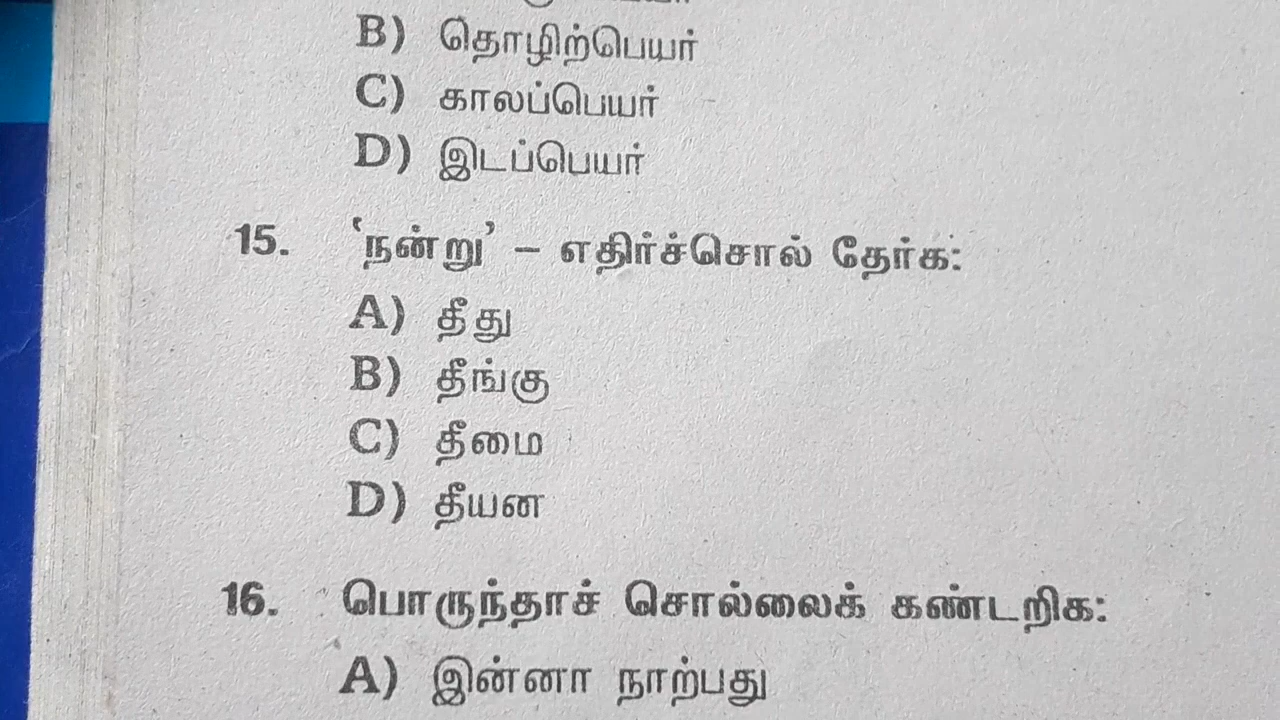 B) தொழிற்பெயர்
C) காலப்பெயர்
D) இடப்பெயர்
15. 'நன்று' – எதிர்ச்சொல் தேர்க:
A) தீது
B) தீங்கு
C) தீமை
D) தீயன
16. பொருந்தாச் சொல்லைக் கண்டறிக:
A) இன்னா நாற்பது